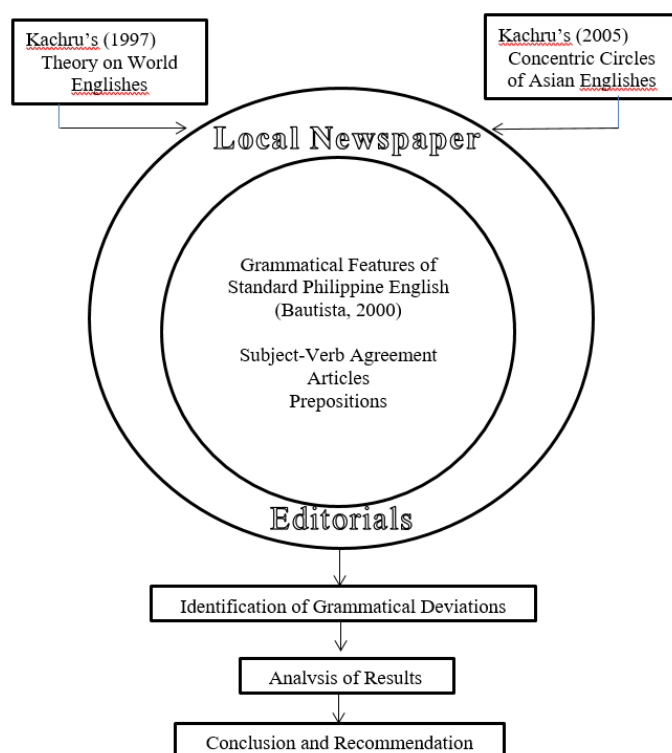 Kachru's (1997)
Theory on World
Englishes
Kachru's (2005)
Concentric Circles
of Asian Englishes
Local Newspaper
Grammatical Features of
Standard Philippine English
(Bautista, 2000)
Subject-Verb Agreement
Articles
Prepositions
Editorials
Identification of Grammatical Deviations
Analysis of Results
Conclusion and Recommendation